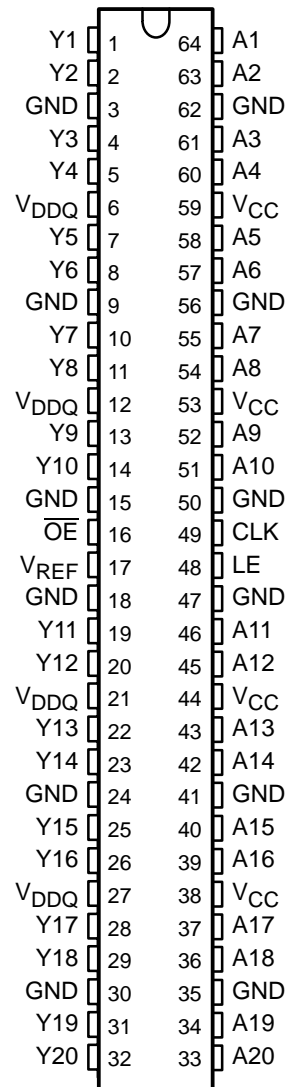 Y1 1 64 A1
Y2 2 63 A2
GND 3 62 GND
Y3 4 61 A3
Y4 5 60 A4
VDDQ 6 59 VCC
Y5 7 58 A5
Y6 8 57 A6
GND 9 56 GND
Y7 10 55 A7
Y8 11 54 A8
VDDQ 12 53 VCC
Y9 13 52 A9
Y10 14 51 A10
GND 15 50 GND
OE 16 49 CLK
VREF 17 48 LE
GND 18 47 GND
Y11 19 46 A11
Y12 20 45 A12
VDDQ 21 44 VCC
Y13 22 43 A13
Y14 23 42 A14
GND 24 41 GND
Y15 25 40 A15
Y16 26 39 A16
VDDQ 27 38 VCC
Y17 28 37 A17
Y18 29 36 A18
GND 30 35 GND
Y19 31 34 A19
Y20 32 33 A20